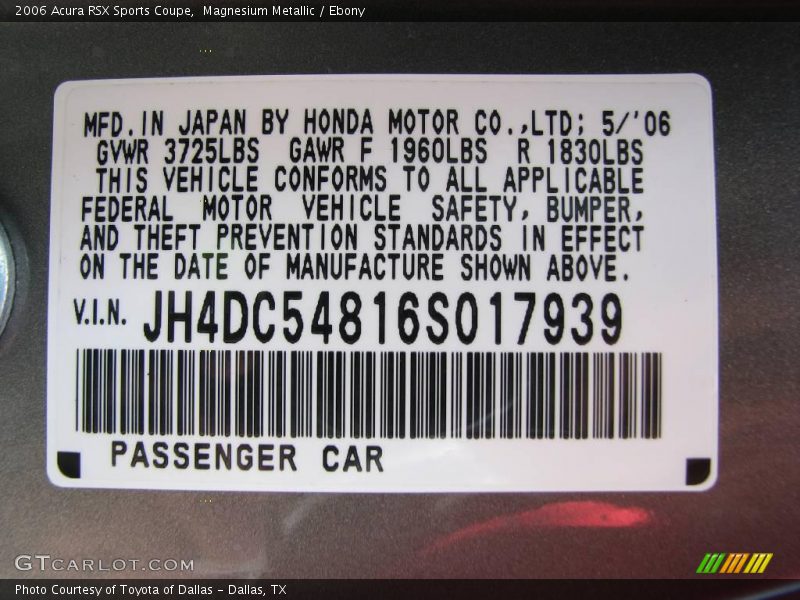 2006 Acura RSX Sports Coupe,  Magnesium Metallic / Ebony
MFD.IN JAPAN BY HONDA MOTOR CO.,LTD; 5/'06
GVWR 3725LBS GAWR F 1960LBS R 1830LBS
THIS VEHICLE CONFORMS TO ALL APPLICABLE
FEDERAL MOTOR VEHICLE SAFETY, BUMPER,
AND THEFT PREVENTION STANDARDS IN EFFECT
ON THE DATE OF MANUFACTURE SHOWN ABOVE.
V.I.N. JH4DC54816S017939
PASSENGER CAR
GTCARLOT.COM
Photo Courtesy of Toyota of Dallas – Dallas, TX